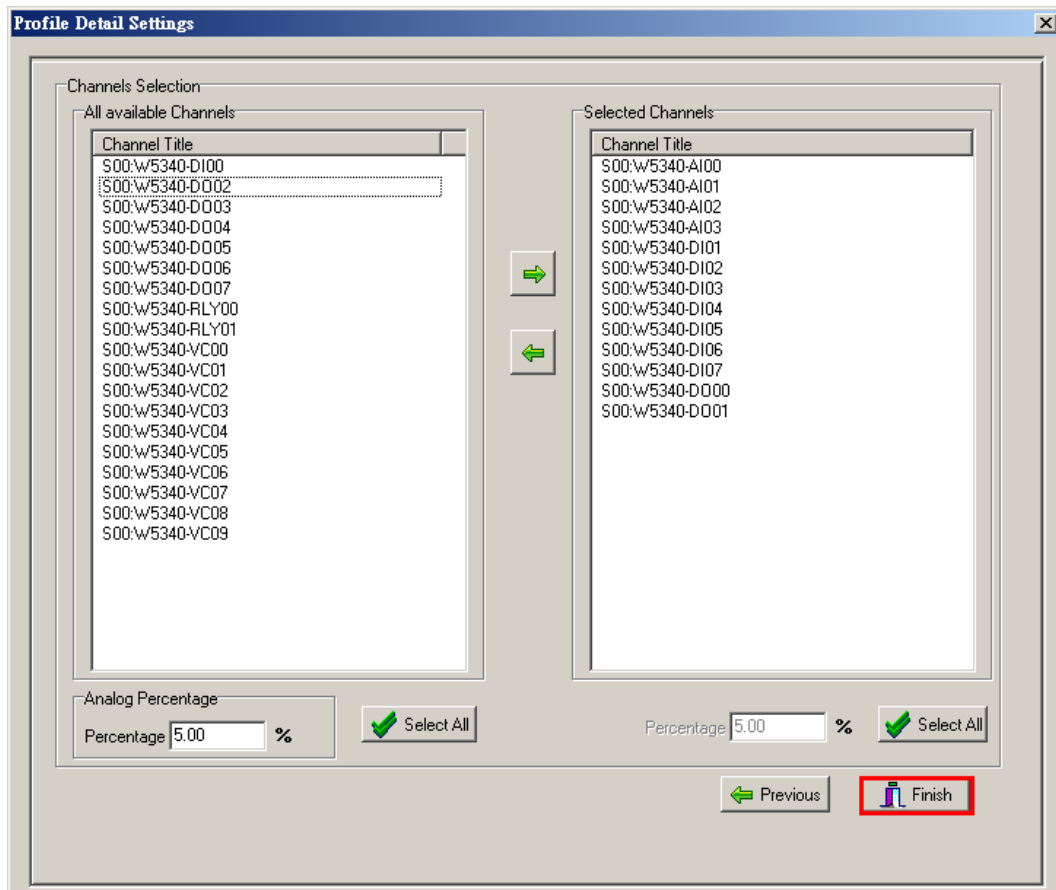 Profile Detail Settings
Channels Selection
All available Channels
Channel Title
S00:W5340-DI00
S00:W5340-DO02
S00:W5340-DO03
S00:W5340-DO04
S00:W5340-DO05
S00:W5340-DO06
S00:W5340-DO07
S00:W5340-RLY00
S00:W5340-RLY01
S00:W5340-VC00
S00:W5340-VC01
S00:W5340-VC02
S00:W5340-VC03
S00:W5340-VC04
S00:W5340-VC05
S00:W5340-VC06
S00:W5340-VC07
S00:W5340-VC08
S00:W5340-VC09
Selected Channels
Channel Title
S00:W5340-AI00
S00:W5340-AI01
S00:W5340-AI02
S00:W5340-AI03
S00:W5340-DI01
S00:W5340-DI02
S00:W5340-DI03
S00:W5340-DI04
S00:W5340-DI05
S00:W5340-DI06
S00:W5340-DI07
S00:W5340-DO00
S00:W5340-DO01
Analog Percentage
Percentage 5.00 %
Select All
Percentage 5.00 %
Select All
Previous
Finish